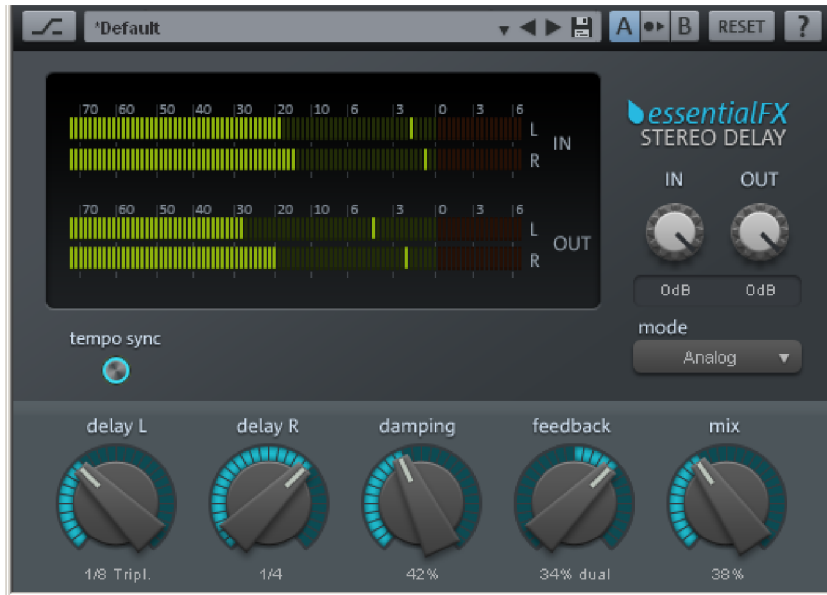 *Default
A B RESET ?
70 60 50 40 30 20 10 6 3 0 3 6
L
IN
R
70 60 50 40 30 20 10 6 3 0 3 6
L
OUT
R
essentialFX
STEREO DELAY
IN OUT
0dB 0dB
mode
Analog
tempo sync
delay L delay R damping feedback mix
1/8 Tripl. 1/4 42% 34% dual 38%